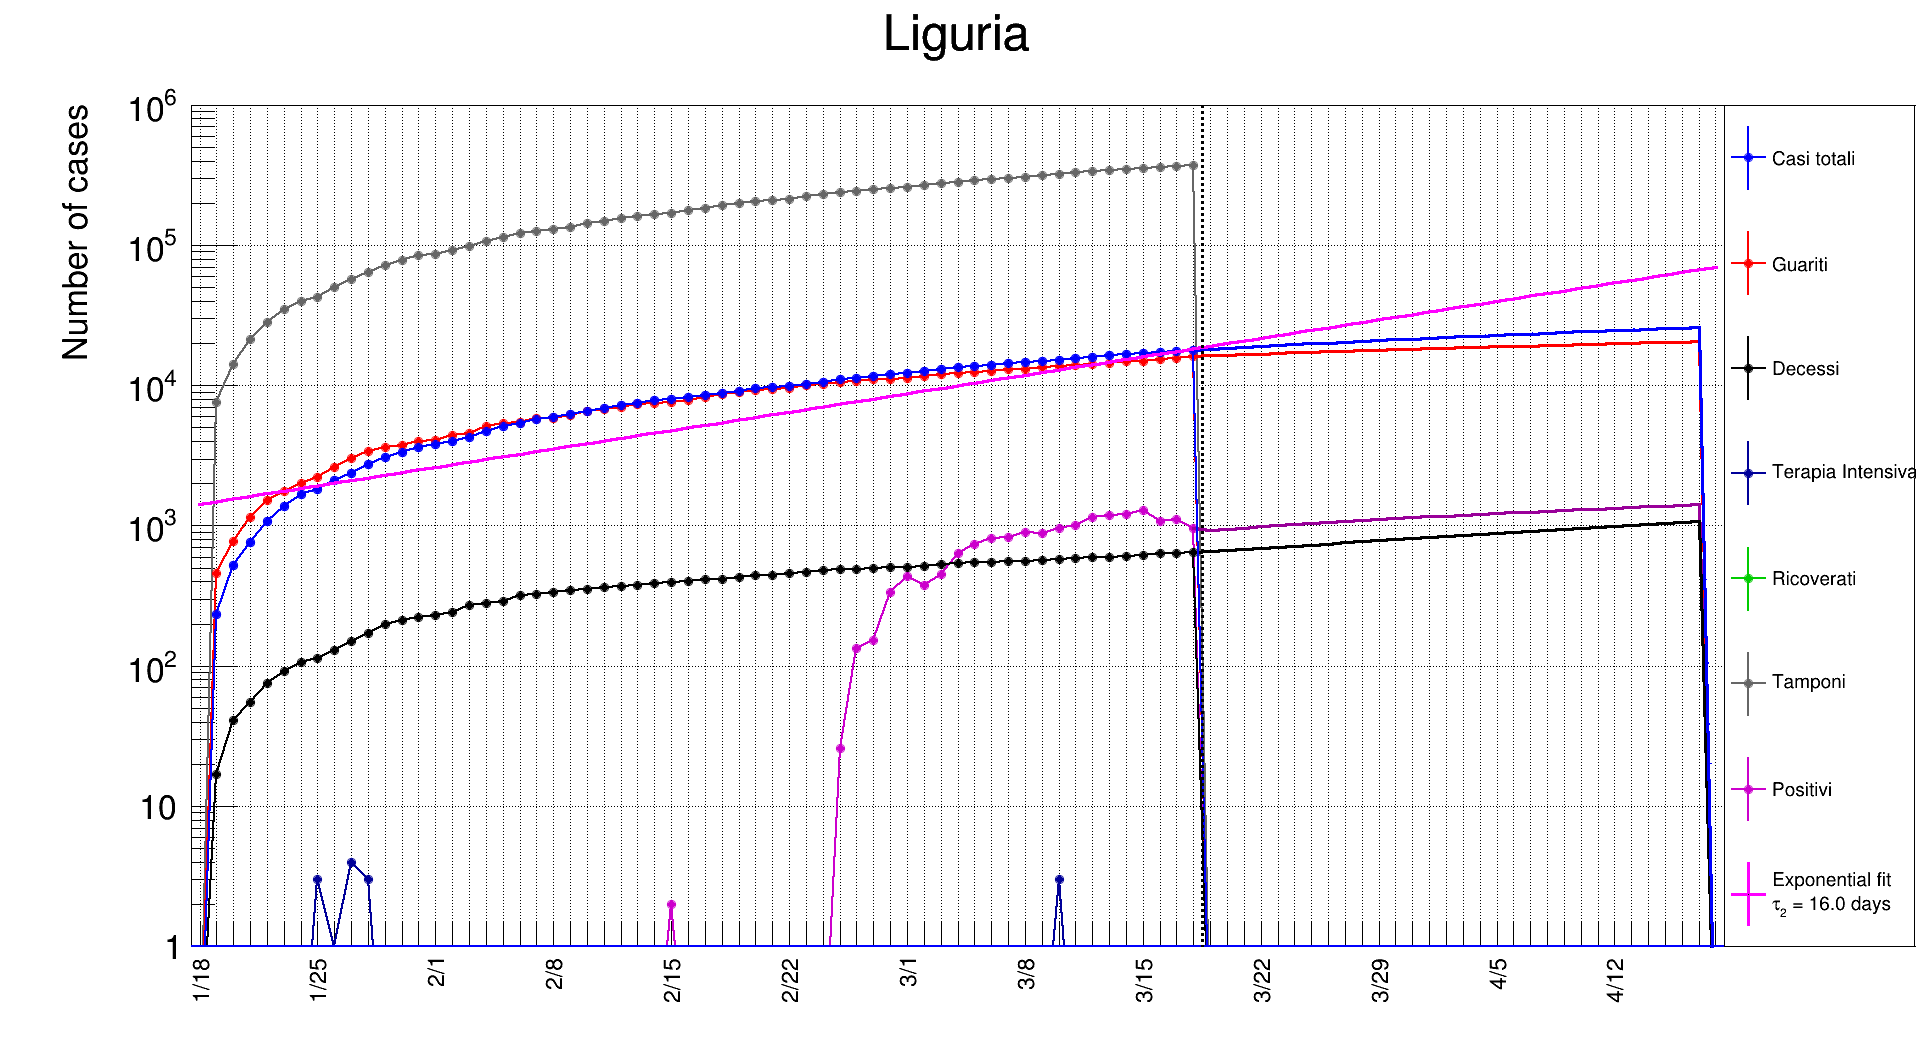 Liguria
Number of cases
10^6
10^5
10^4
10^3
10^2
10
1
1/18
1/25
2/1
2/8
2/15
2/22
3/1
3/8
3/15
3/22
3/29
4/5
4/12
Casi totali
Guariti
Decessi
Terapia Intensiva
Ricoverati
Tamponi
Positivi
Exponential fit
τ₂ = 16.0 days